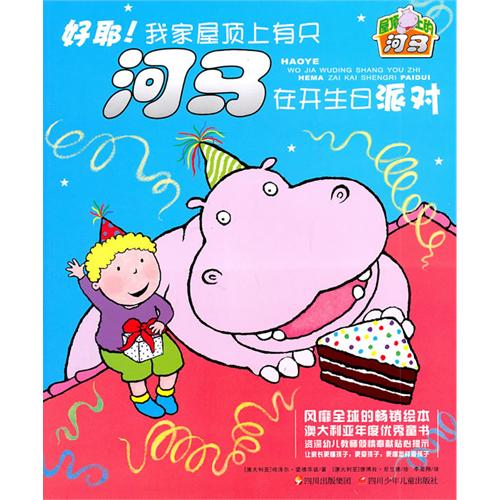 好耶！我家屋顶上有只
屋顶上的
河马
HAOYE
WO JIA WUDING SHANG YOU ZHI
HEMA ZAI KAI SHENGRI PAIDUI
河马
在开生日派对
风靡全球的畅销绘本
澳大利亚年度优秀童书
资深幼儿教师倾情奉献贴心提示
让家长更懂孩子，更爱孩子，更懂怎样爱孩子
四川出版集团
四川少年儿童出版社